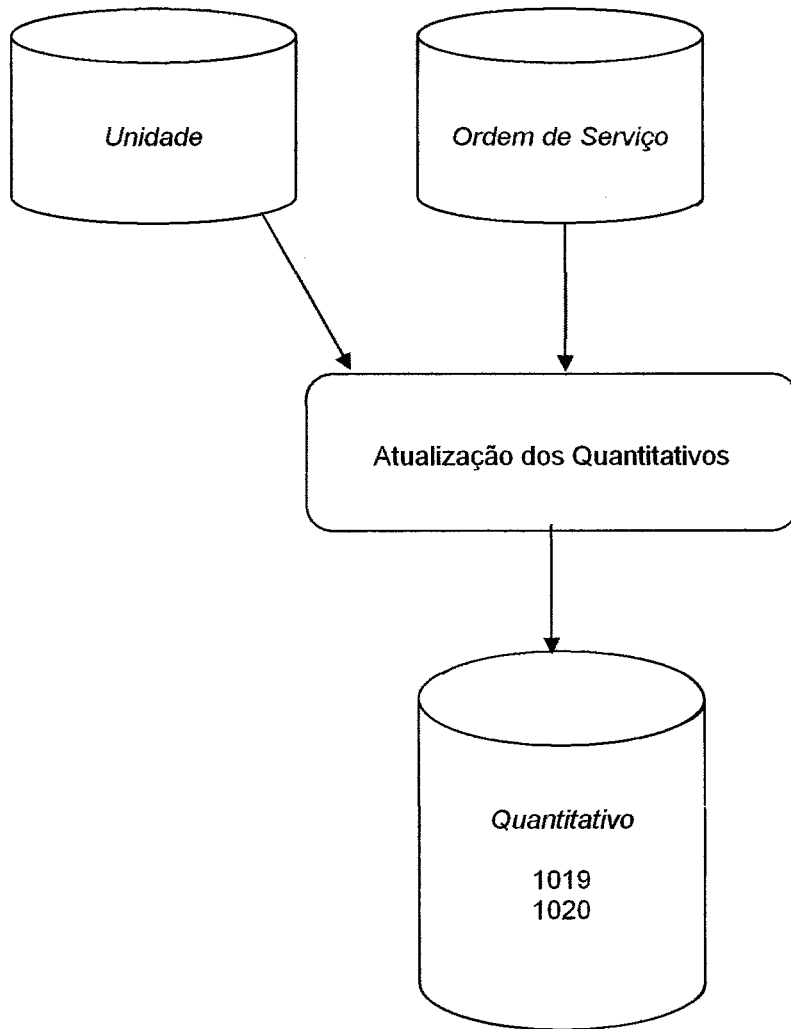 Unidade
Ordem de Serviço
Atualização dos Quantitativos
Quantitativo
1019
1020